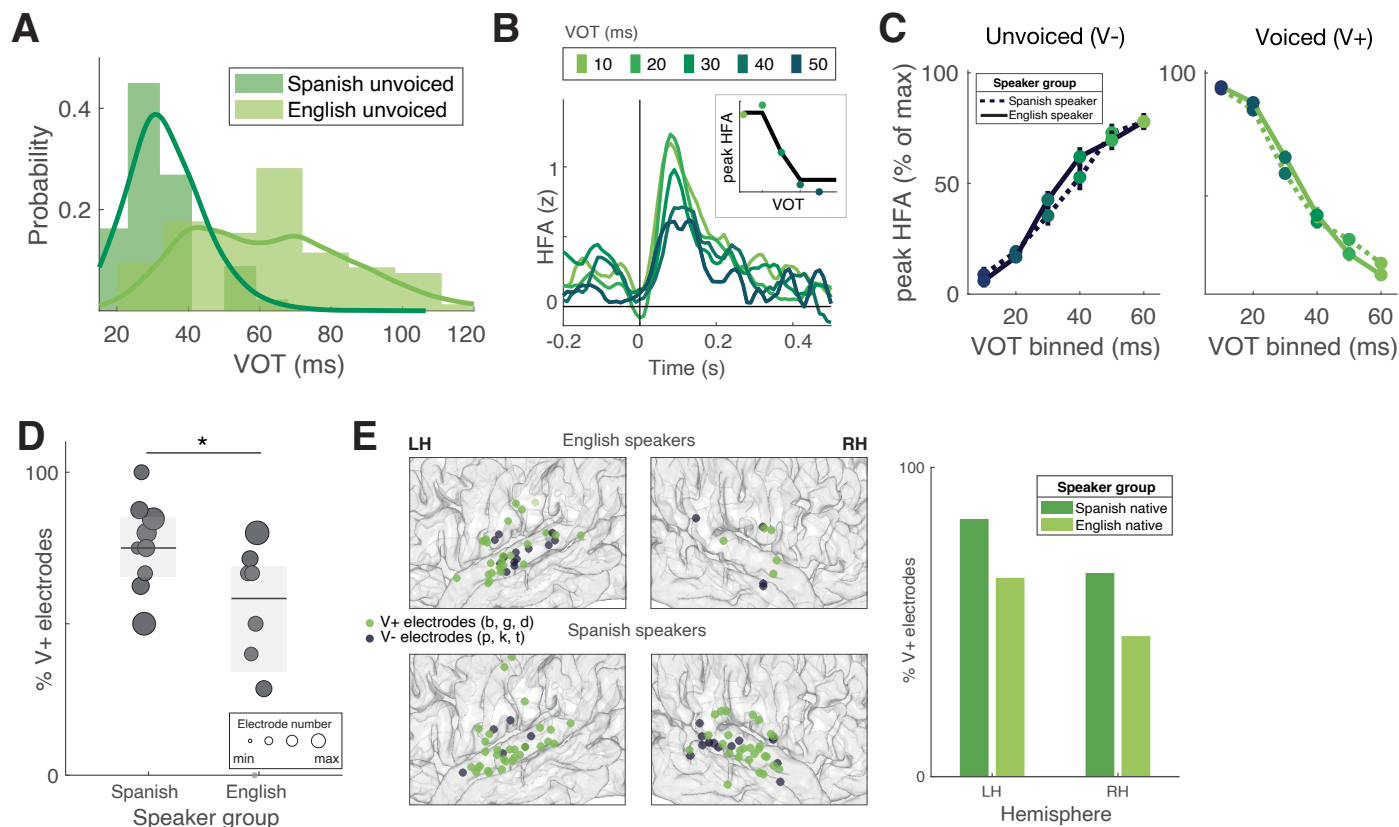 A
Spanish unvoiced
English unvoiced
Probability
0.4
0.2
20 40 60 80 100 120
VOT (ms)
B
VOT (ms)
10 20 30 40 50
peak HFA
VOT
HFA (z)
1
0
-0.2 0 0.2 0.4
Time (s)
C
Unvoiced (V-)
Voiced (V+)
Speaker group
Spanish speaker
English speaker
peak HFA (% of max)
100
50
0
20 40 60
VOT binned (ms)
100
0
20 40 60
VOT binned (ms)
D
*
% V+ electrodes
100
0
Electrode number
min max
Spanish English
Speaker group
E
LH
English speakers
RH
V+ electrodes (b, g, d)
V- electrodes (p, k, t)
Spanish speakers
Speaker group
Spanish native
English native
% V+ electrodes
100
0
LH RH
Hemisphere